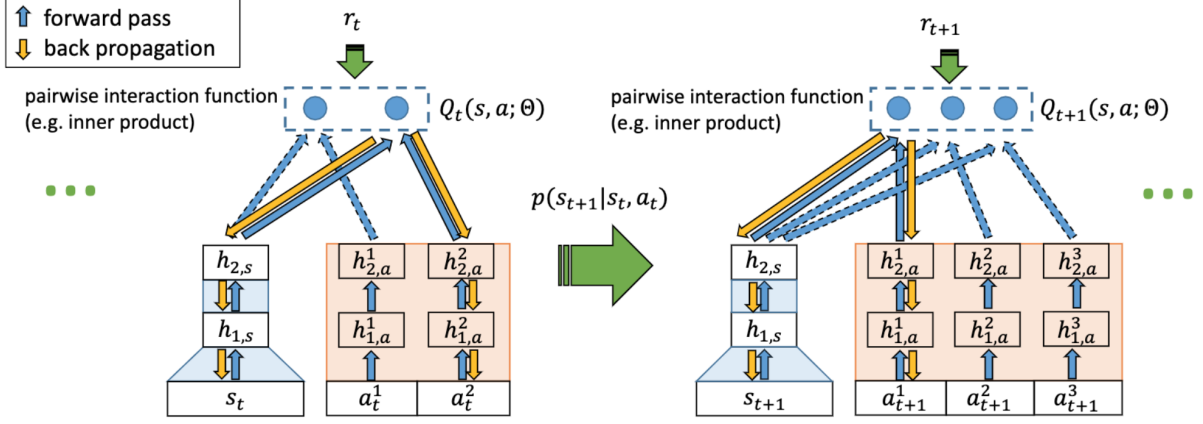 forward pass
back propagation
r_t
r_{t+1}
pairwise interaction function
(e.g. inner product)
Q_t(s, a; Θ)
pairwise interaction function
(e.g. inner product)
Q_{t+1}(s, a; Θ)
p(s_{t+1}|s_t, a_t)
h_{2,s}
h^1_{2,a}
h^2_{2,a}
h_{2,s}
h^1_{2,a}
h^2_{2,a}
h^3_{2,a}
h_{1,s}
h^1_{1,a}
h^2_{1,a}
h_{1,s}
h^1_{1,a}
h^2_{1,a}
h^3_{1,a}
s_t
a^1_t
a^2_t
s_{t+1}
a^1_{t+1}
a^2_{t+1}
a^3_{t+1}